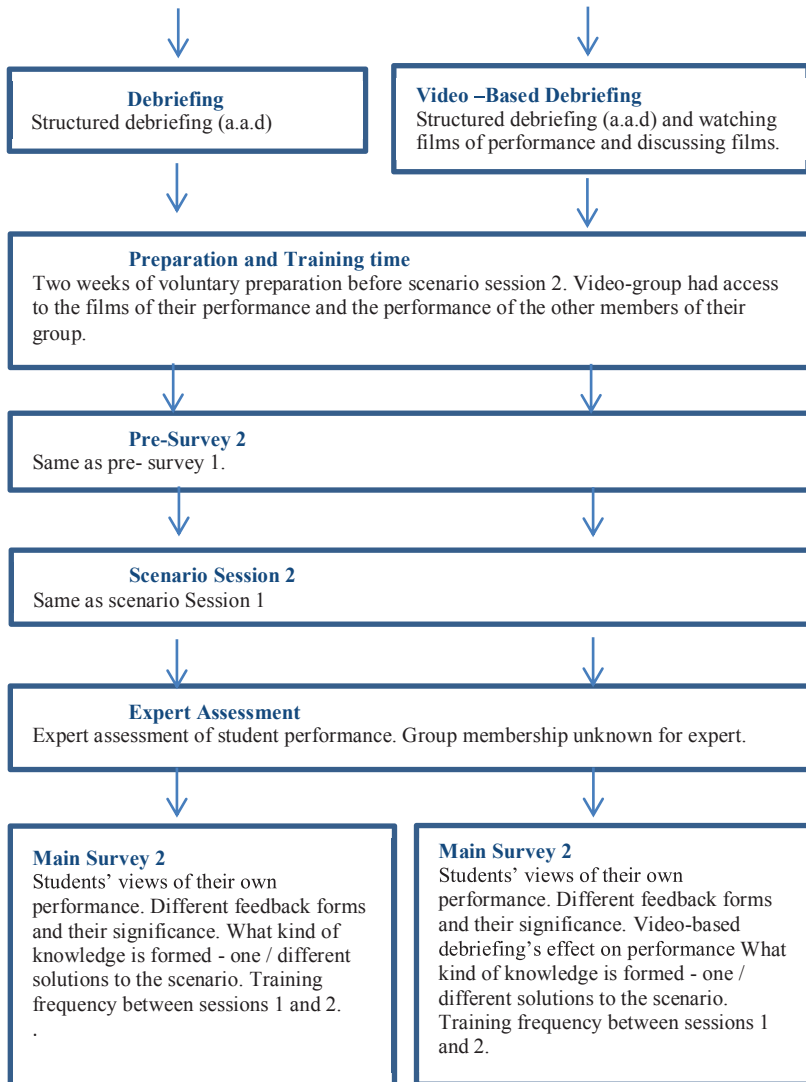 Debriefing
Structured debriefing (a.a.d)
Video –Based Debriefing
Structured debriefing (a.a.d) and watching
films of performance and discussing films.
Preparation and Training time
Two weeks of voluntary preparation before scenario session 2. Video-group had access
to the films of their performance and the performance of the other members of their
group.
Pre-Survey 2
Same as pre- survey 1.
Scenario Session 2
Same as scenario Session 1
Expert Assessment
Expert assessment of student performance. Group membership unknown for expert.
Main Survey 2
Students’ views of their own
performance. Different feedback forms
and their significance. What kind of
knowledge is formed - one / different
solutions to the scenario. Training
frequency between sessions 1 and 2.
.
Main Survey 2
Students’ views of their own
performance. Different feedback forms
and their significance. Video-based
debriefing’s effect on performance What
kind of knowledge is formed - one /
different solutions to the scenario.
Training frequency between sessions 1
and 2.